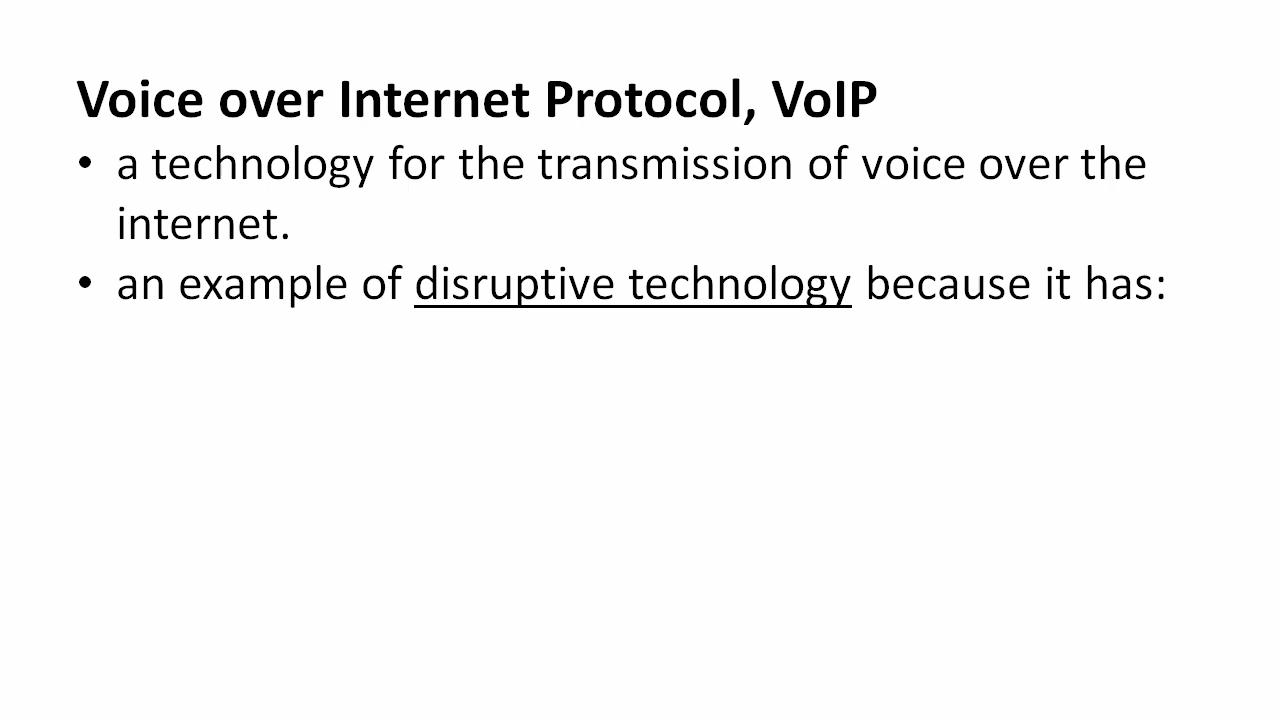 Voice over Internet Protocol, VoIP
• a technology for the transmission of voice over the
internet.
• an example of disruptive technology because it has: